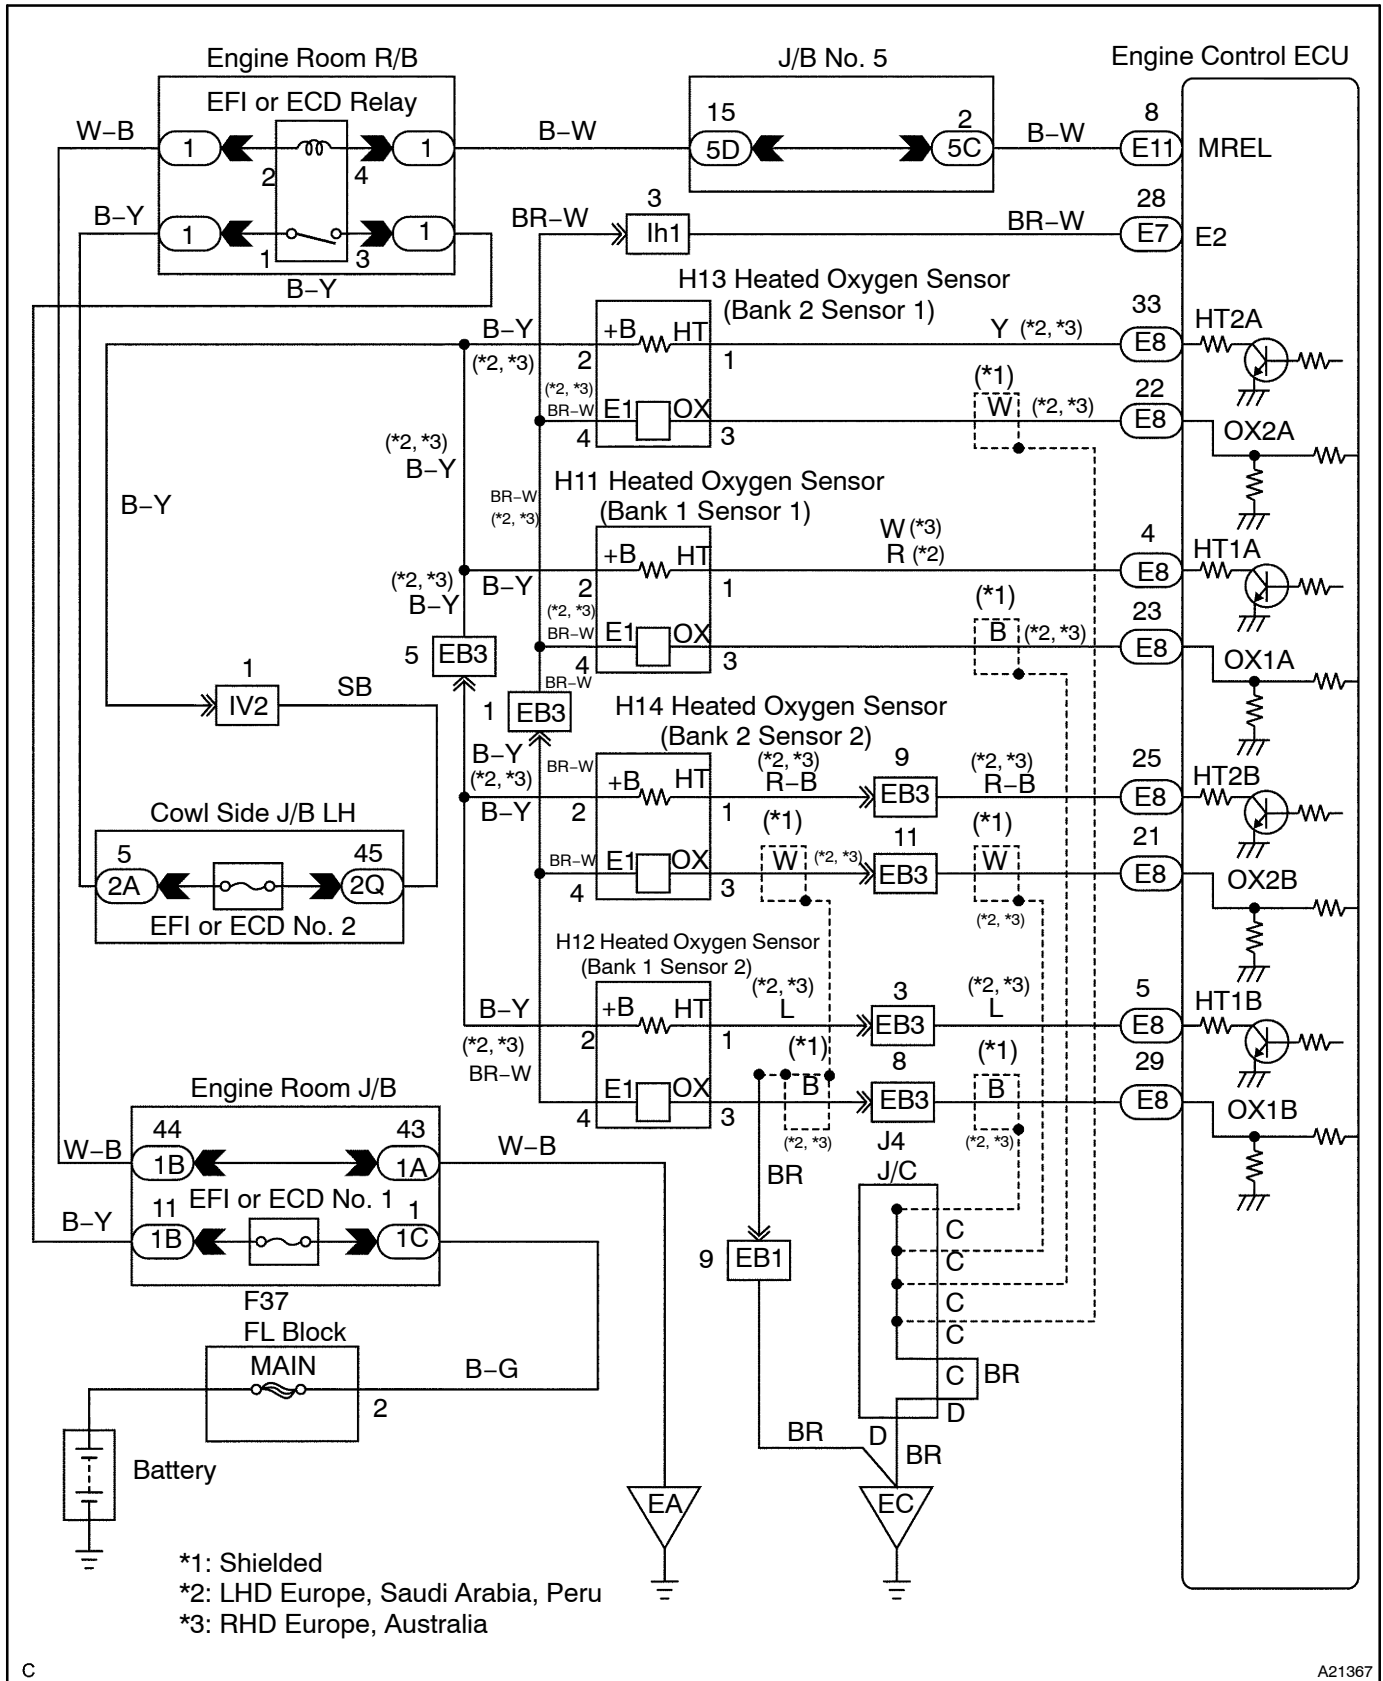 Engine Room R/B
J/B No. 5
Engine Control ECU
EFI or ECD Relay
W–B
1
1
2
4
B–W
15
5D
2
5C
B–W
8
E11
MREL
B–Y
1
1
1
3
B–Y
BR–W
3
Ih1
BR–W
28
E7
E2
H13 Heated Oxygen Sensor
(Bank 2 Sensor 1)
B–Y
(*2, *3)
+B
HT
2
1
Y (*2, *3)
33
E8
HT2A
(*2, *3)
BR–W
E1
OX
4
3
(*1)
W
(*2, *3)
22
E8
OX2A
(*2, *3)
B–Y
B–Y
BR–W
(*2, *3)
H11 Heated Oxygen Sensor
(Bank 1 Sensor 1)
(*2, *3)
B–Y
B–Y
+B
HT
2
1
W (*3)
R (*2)
4
E8
HT1A
(*2, *3)
BR–W
E1
OX
4
3
(*1)
B
(*2, *3)
23
E8
OX1A
5
EB3
BR–W
1
EB3
1
IV2
SB
H14 Heated Oxygen Sensor
(Bank 2 Sensor 2)
B–Y
(*2, *3)
B–Y
BR–W
+B
HT
2
1
(*2, *3)
R–B
9
EB3
(*2, *3)
R–B
25
E8
HT2B
BR–W
E1
OX
4
3
(*1)
W
(*2, *3)
11
EB3
(*1)
W
(*2, *3)
21
E8
OX2B
Cowl Side J/B LH
5
2A
45
2Q
EFI or ECD No. 2
H12 Heated Oxygen Sensor
(Bank 1 Sensor 2)
B–Y
(*2, *3)
BR–W
+B
HT
2
1
(*2, *3)
L
3
EB3
(*2, *3)
L
5
E8
HT1B
E1
OX
4
3
(*1)
B
(*2, *3)
8
EB3
(*1)
B
(*2, *3)
29
E8
OX1B
Engine Room J/B
W–B
44
1B
43
1A
W–B
EFI or ECD No. 1
B–Y
11
1B
1
1C
BR
9
EB1
J4
J/C
C
C
C
C
C
BR
D
D
BR
BR
F37
FL Block
MAIN
2
B–G
Battery
EA
EC
*1: Shielded
*2: LHD Europe, Saudi Arabia, Peru
*3: RHD Europe, Australia
C
A21367